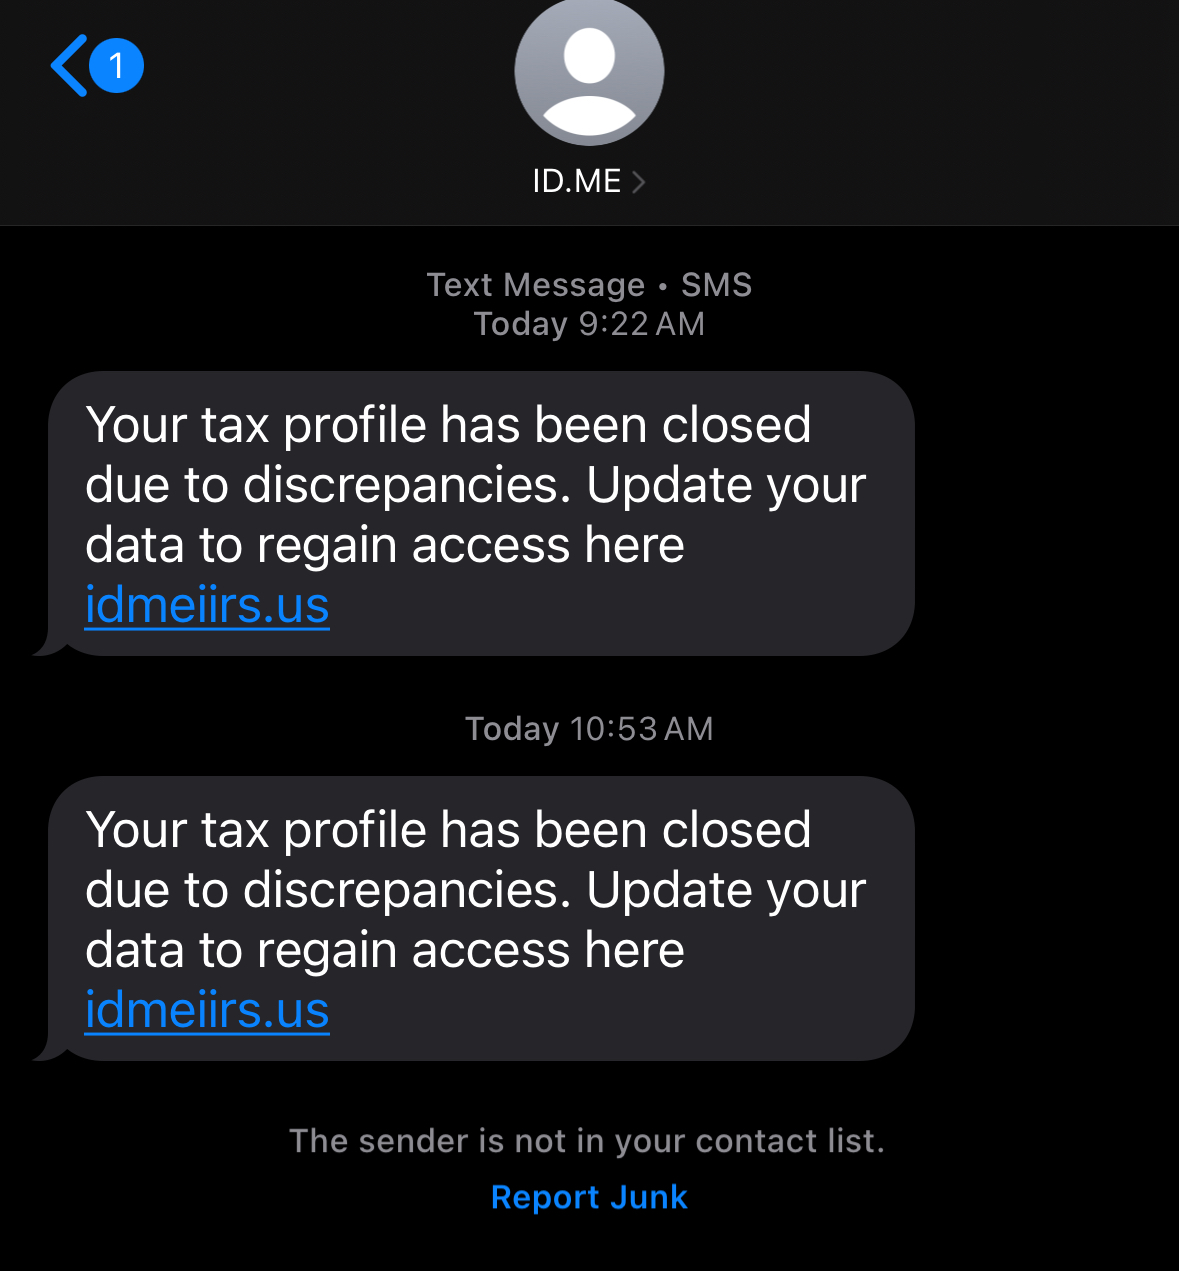 1
ID.ME
Text Message • SMS
Today 9:22 AM
Your tax profile has been closed
due to discrepancies. Update your
data to regain access here
idmeiirs.us
Today 10:53 AM
Your tax profile has been closed
due to discrepancies. Update your
data to regain access here
idmeiirs.us
The sender is not in your contact list.
Report Junk